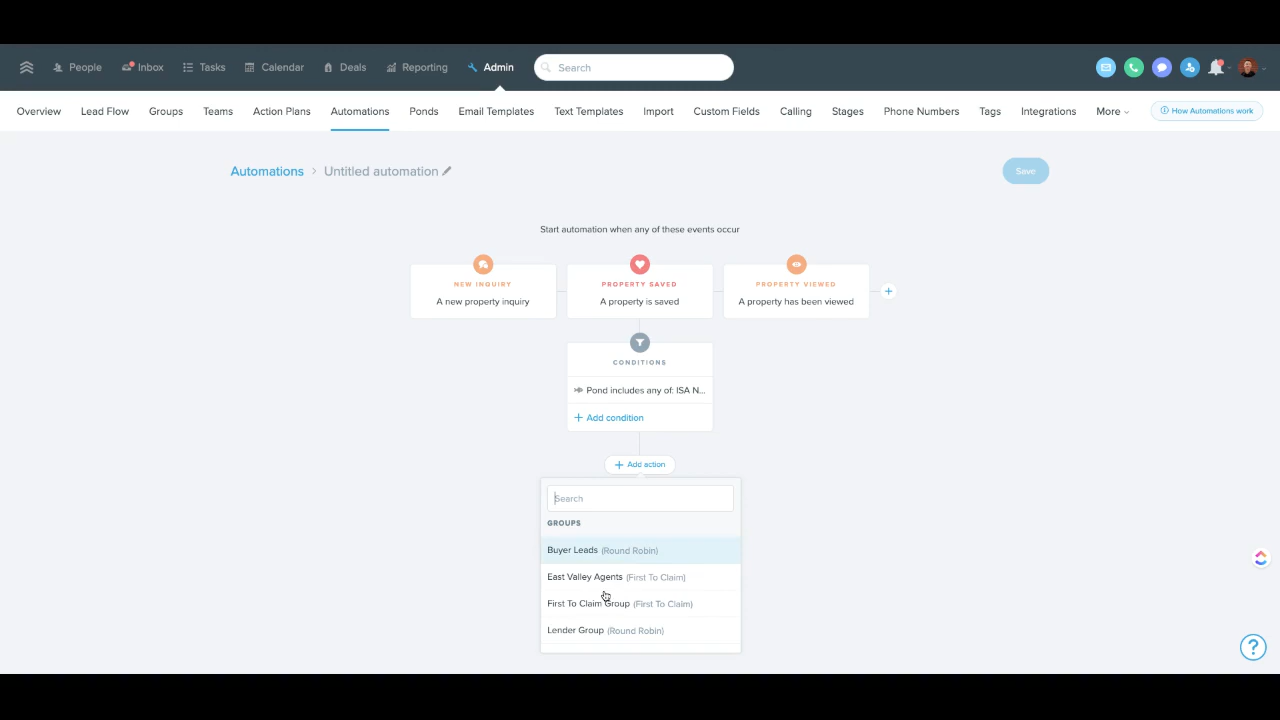 People Inbox Tasks Calendar Deals Reporting Admin Search
Overview Lead Flow Groups Teams Action Plans Automations Ponds Email Templates Text Templates Import Custom Fields Calling Stages Phone Numbers Tags Integrations More How Automations work
Automations > Untitled automation Save
Start automation when any of these events occur
NEW INQUIRY PROPERTY SAVED PROPERTY VIEWED
A new property inquiry A property is saved A property has been viewed +
CONDITIONS
Pond includes any of: ISA N...
+ Add condition
+ Add action
Search
GROUPS
Buyer Leads (Round Robin)
East Valley Agents (First To Claim)
First To Claim Group (First To Claim)
Lender Group (Round Robin)
?